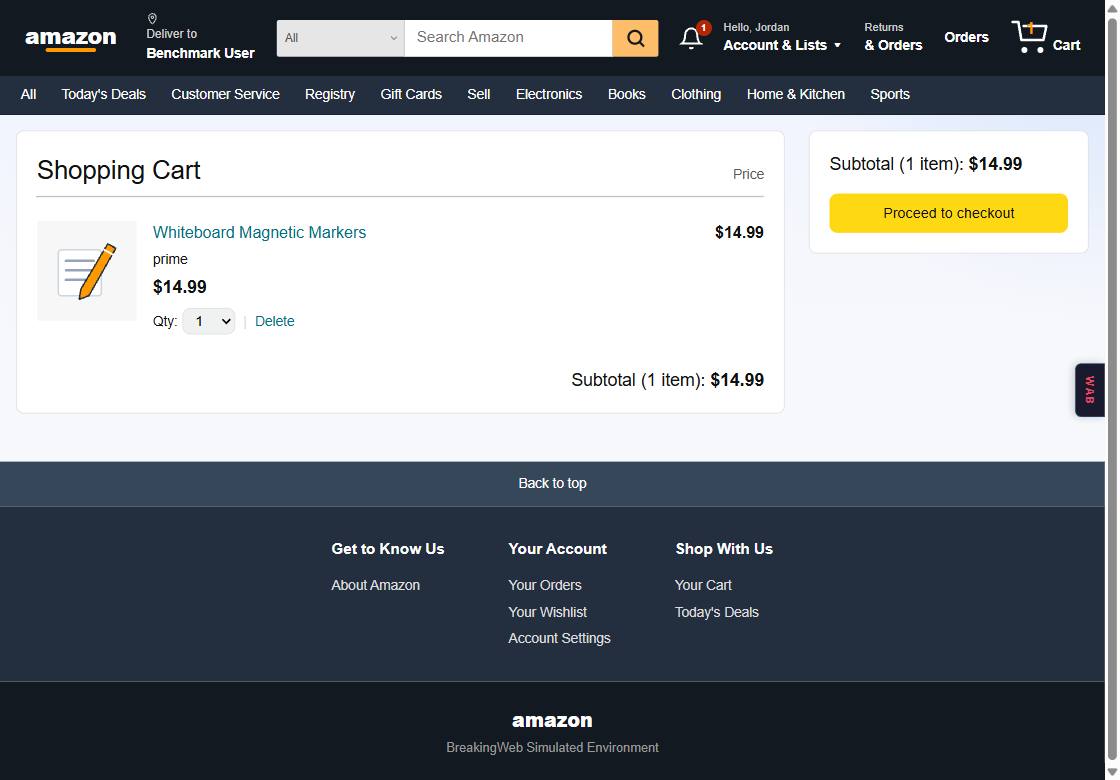 amazon
Deliver to
Benchmark User
All
Search Amazon
1
Hello, Jordan
Account & Lists
Returns
& Orders
Orders
1
Cart
All
Today's Deals
Customer Service
Registry
Gift Cards
Sell
Electronics
Books
Clothing
Home & Kitchen
Sports
Shopping Cart
Price
Whiteboard Magnetic Markers
$14.99
prime
$14.99
Qty: 1 | Delete
Subtotal (1 item): $14.99
Subtotal (1 item): $14.99
Proceed to checkout
WAB
Back to top
Get to Know Us
About Amazon
Your Account
Your Orders
Your Wishlist
Account Settings
Shop With Us
Your Cart
Today's Deals
amazon
BreakingWeb Simulated Environment